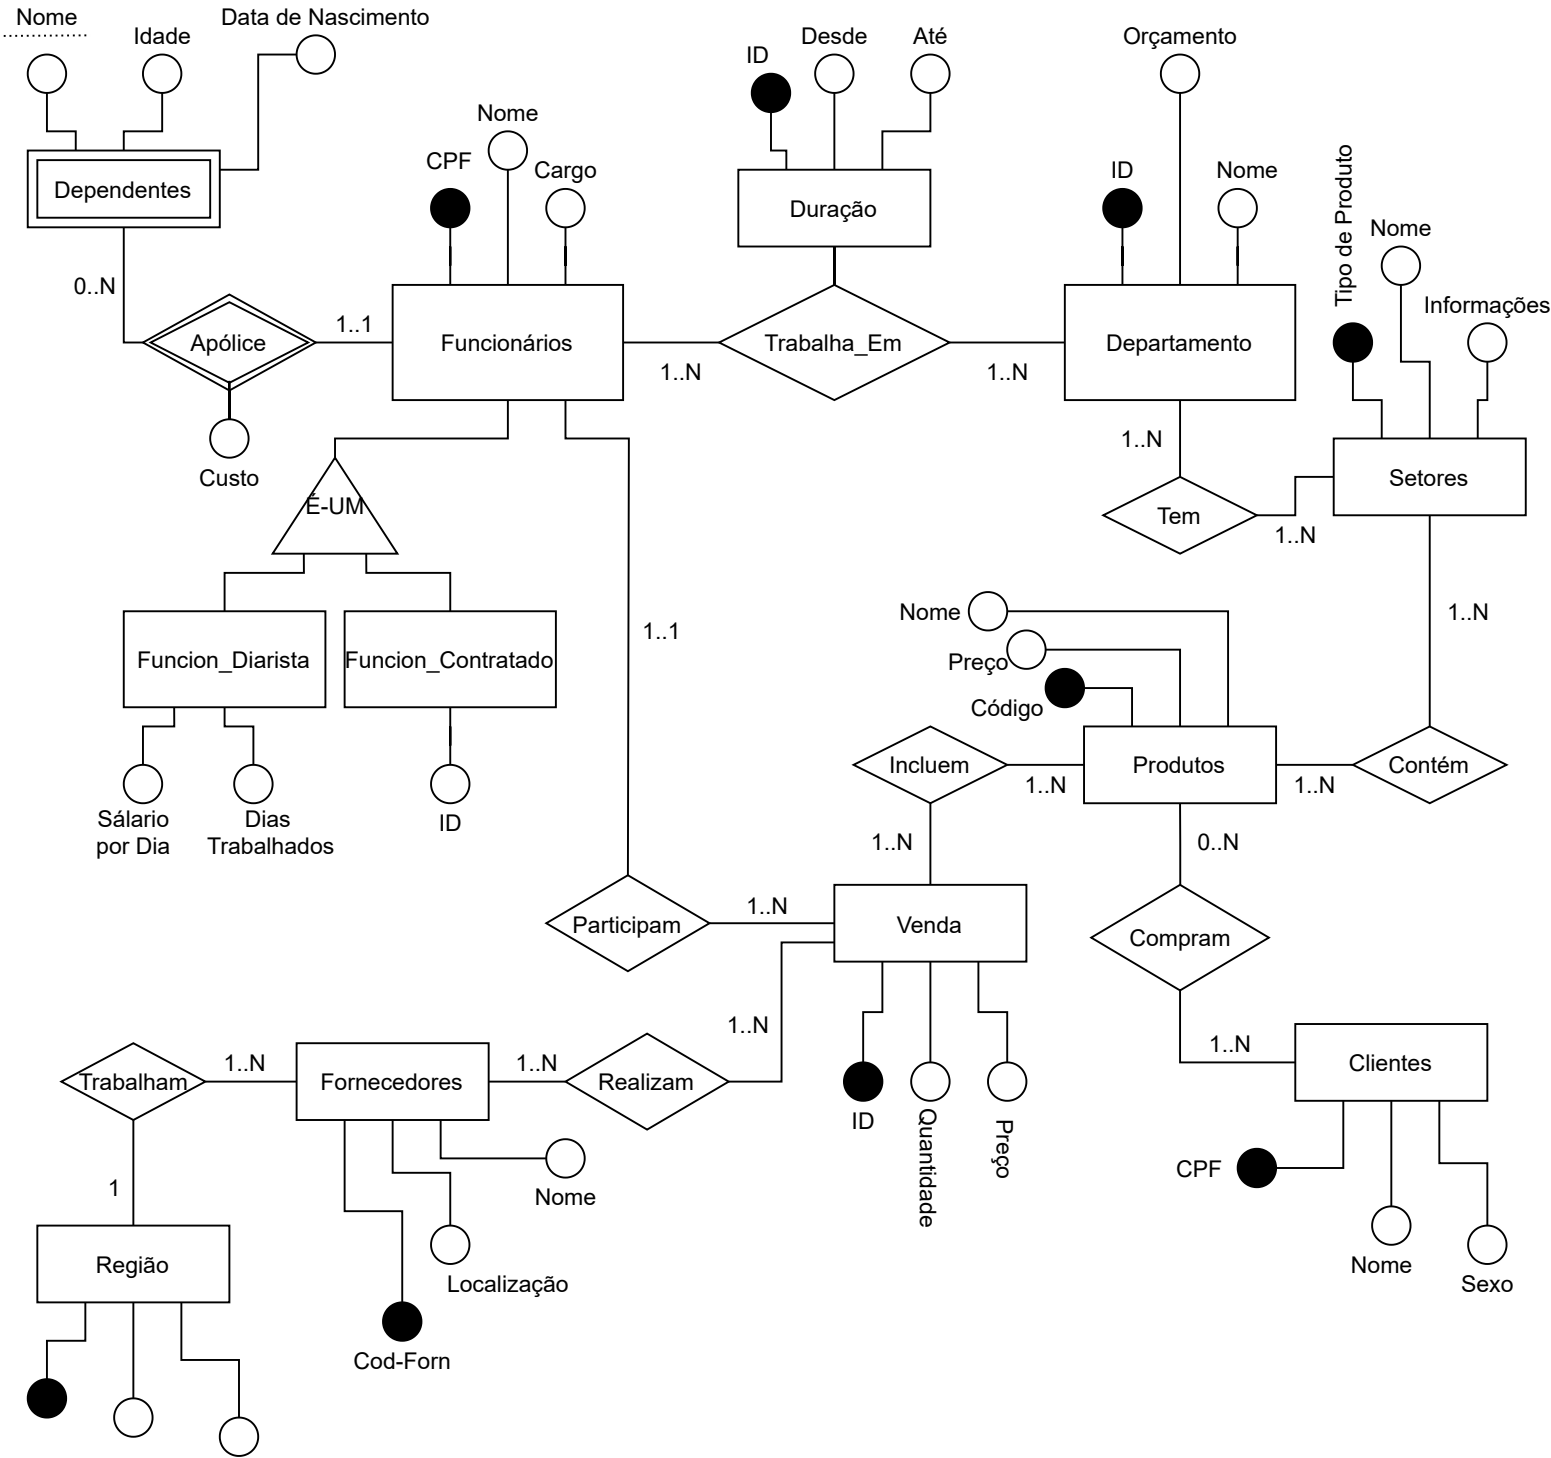 Nome
Idade
Data de Nascimento
Dependentes
0..N
Apólice
1..1
Custo
CPF
Nome
Cargo
Funcionários
1..N
ID
Desde
Até
Duração
Trabalha_Em
1..N
ID
Orçamento
Nome
Departamento
1..N
Tem
1..N
Tipo de Produto
Nome
Informações
Setores
1..N
Contém
1..N
É-UM
Funcion_Diarista
Funcion_Contratado
Sálario
por Dia
Dias
Trabalhados
ID
1..1
Participam
1..N
Nome
Preço
Código
Produtos
Incluem
1..N
1..N
0..N
Venda
Compram
1..N
ID
Quantidade
Preço
Clientes
CPF
Nome
Sexo
1..N
Realizam
1..N
Fornecedores
1..N
Trabalham
1
Nome
Localização
Cod-Forn
Região